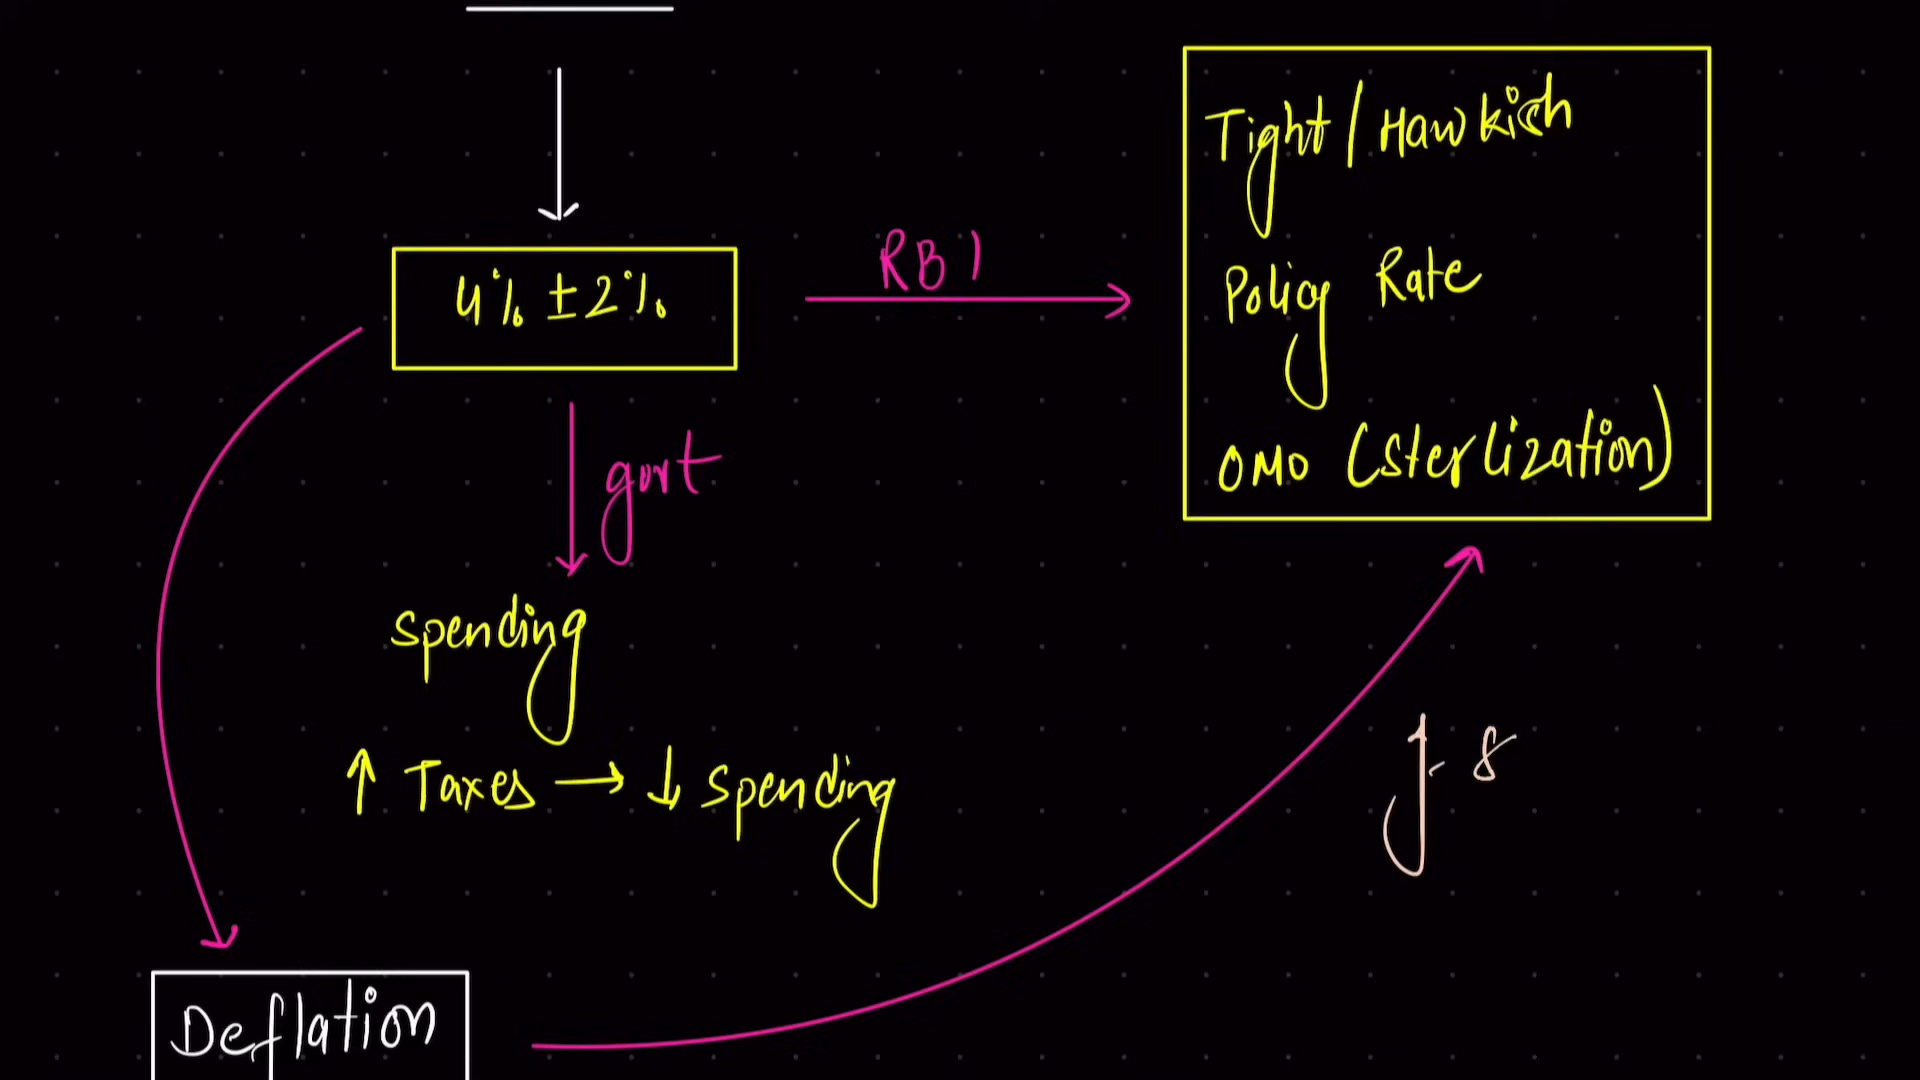 4% ± 2%
RBI
Tight / Hawkish
Policy Rate
OMO (Sterlization)
govt
Spending
↑ Taxes → ↓ Spending
Deflation